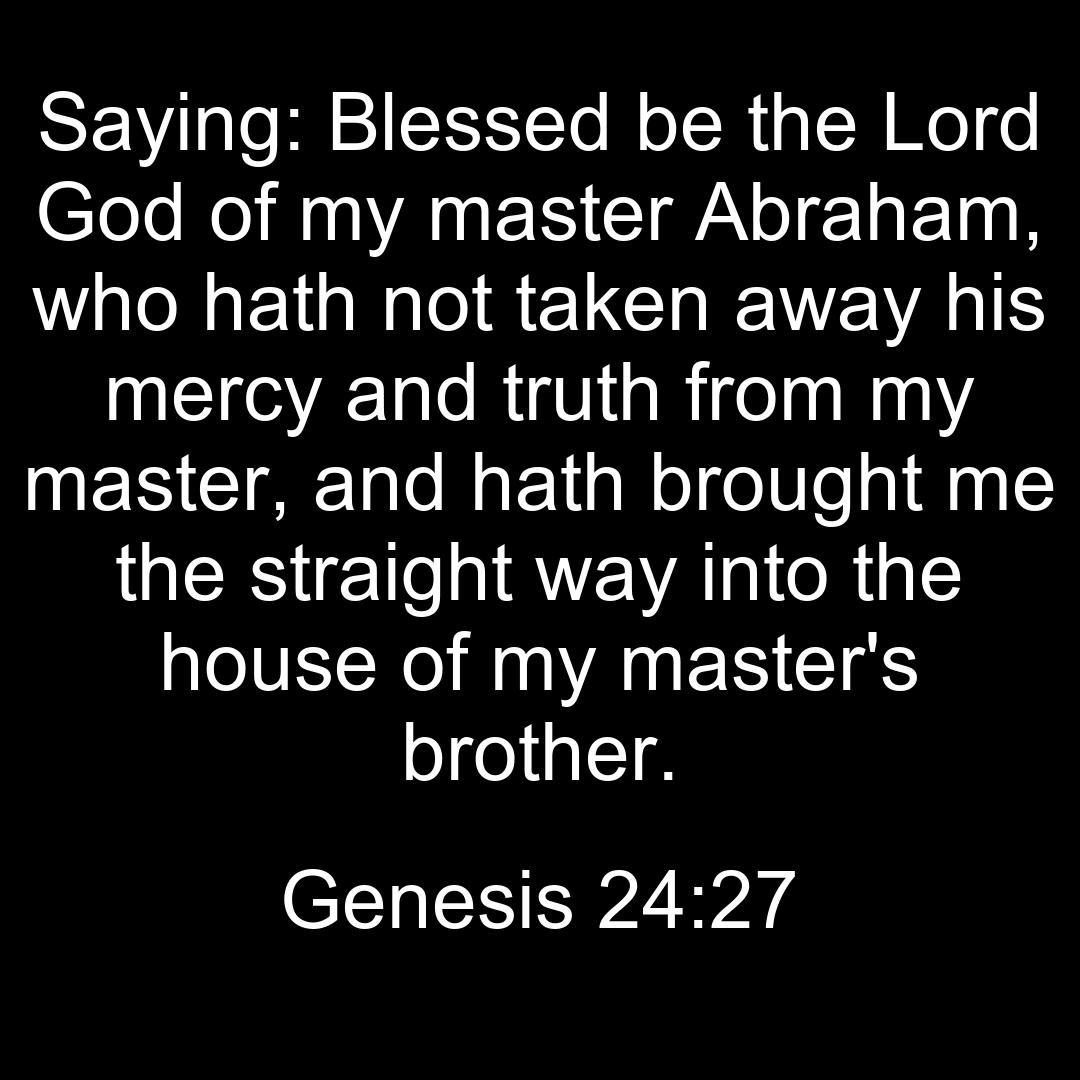 Saying: Blessed be the Lord
God of my master Abraham,
who hath not taken away his
mercy and truth from my
master, and hath brought me
the straight way into the
house of my master's
brother.
Genesis 24:27